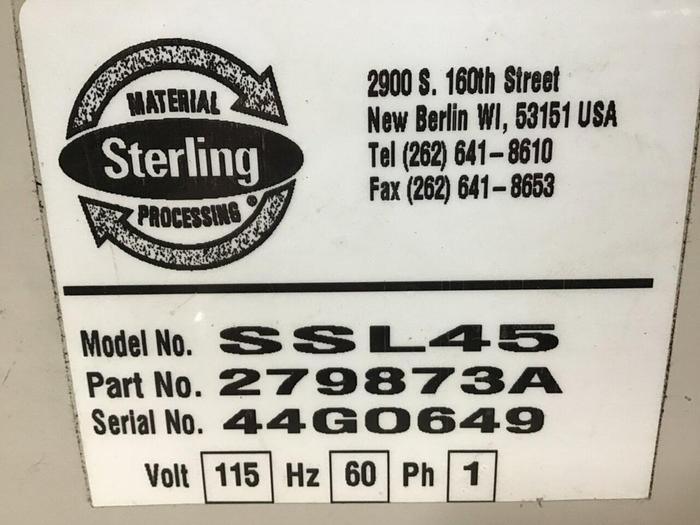 MATERIAL
Sterling
PROCESSING®
2900 S. 160th Street
New Berlin WI, 53151 USA
Tel (262) 641-8610
Fax (262) 641-8653
Model No. SSL45
Part No. 279873A
Serial No. 44G0649
Volt 115 Hz 60 Ph 1